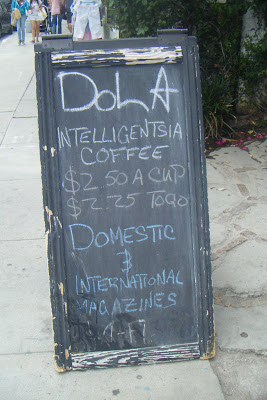 DOLA
INTELLIGENTSIA
COFFEE
$2.50 A CUP
$2.25 TOGO
DOMESTIC
&
INTERNATIONAL
MAGAZINES